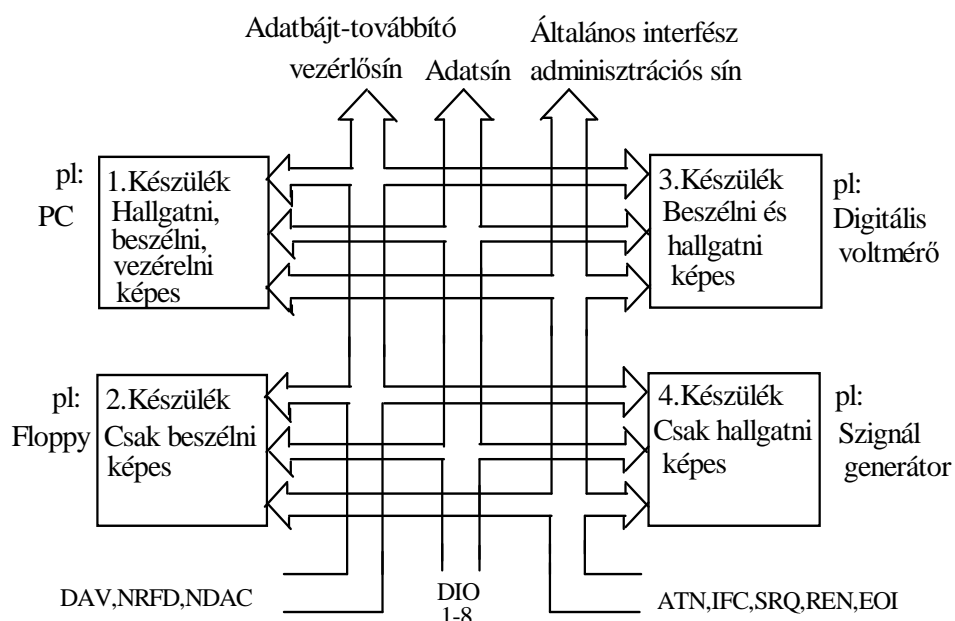 Adatbájt-továbbító
vezérlősín
Adatsín
Általános interfész
adminisztrációs sín
pl:
PC
1.Készülék
Hallgatni,
beszélni,
vezérelni
képes
3.Készülék
Beszélni és
hallgatni
képes
pl:
Digitális
voltmérő
pl:
Floppy
2.Készülék
Csak beszélni
képes
4.Készülék
Csak hallgatni
képes
pl:
Szignál
generátor
DAV,NRFD,NDAC
DIO
1-8
ATN,IFC,SRQ,REN,EOI